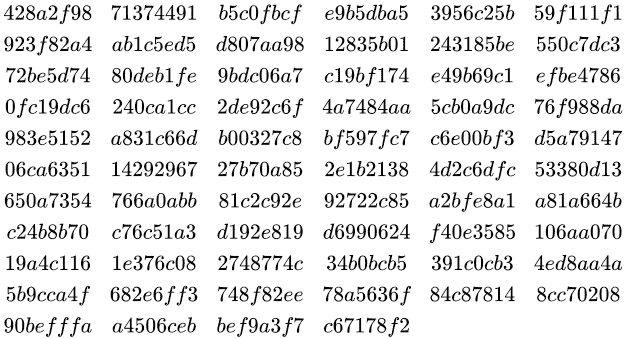 428a2f98 71374491 b5c0fbcf e9b5dba5 3956c25b 59f111f1
923f82a4 ab1c5ed5 d807aa98 12835b01 243185be 550c7dc3
72be5d74 80deb1fe 9bdc06a7 c19bf174 e49b69c1 efbe4786
0fc19dc6 240ca1cc 2de92c6f 4a7484aa 5cb0a9dc 76f988da
983e5152 a831c66d b00327c8 bf597fc7 c6e00bf3 d5a79147
06ca6351 14292967 27b70a85 2e1b2138 4d2c6dfc 53380d13
650a7354 766a0abb 81c2c92e 92722c85 a2bfe8a1 a81a664b
c24b8b70 c76c51a3 d192e819 d6990624 f40e3585 106aa070
19a4c116 1e376c08 2748774c 34b0bcb5 391c0cb3 4ed8aa4a
5b9cca4f 682e6ff3 748f82ee 78a5636f 84c87814 8cc70208
90befffa a4506ceb bef9a3f7 c67178f2